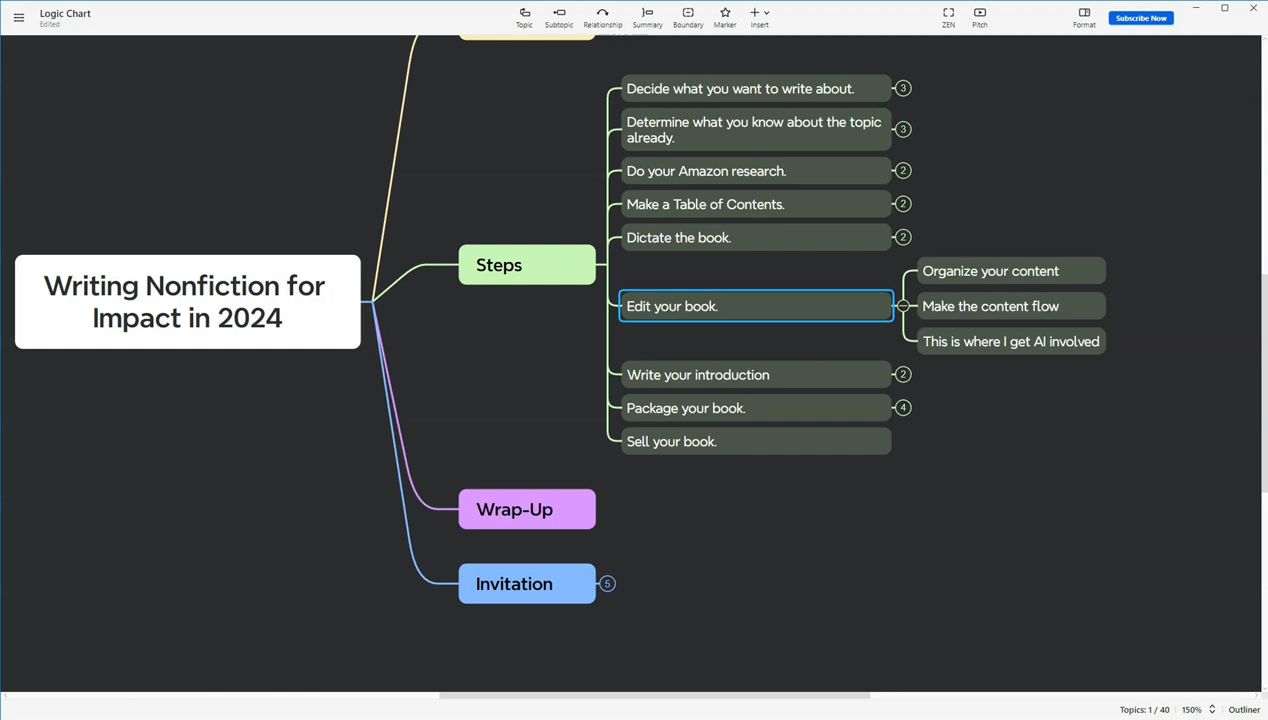 Logic Chart
Edited
Topic
Subtopic
Relationship
Summary
Boundary
Marker
Insert
ZEN
Pitch
Format
Subscribe Now
Decide what you want to write about.
3
Determine what you know about the topic
already.
3
Do your Amazon research.
2
Make a Table of Contents.
2
Dictate the book.
2
Steps
Writing Nonfiction for
Impact in 2024
Edit your book.
Organize your content
Make the content flow
This is where I get AI involved
Write your introduction
2
Package your book.
4
Sell your book.
Wrap-Up
Invitation
5
Topics: 1 / 40
150%
Outliner